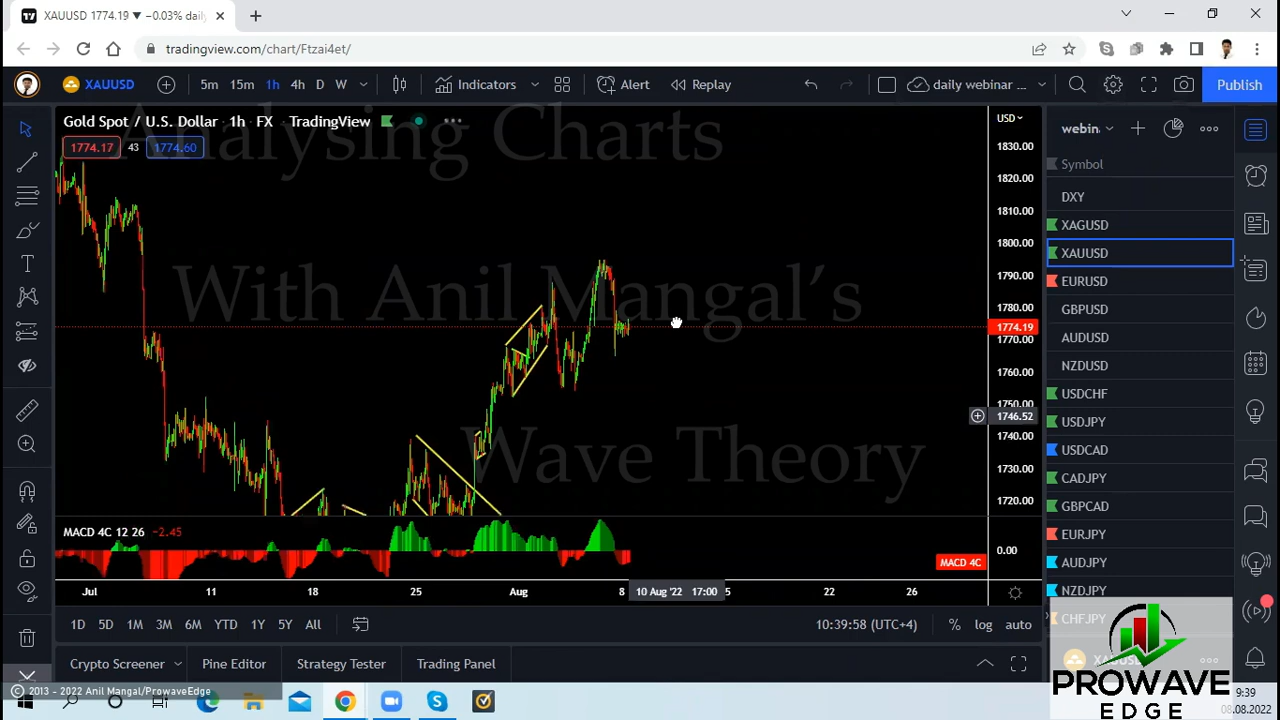 XAUUSD 1774.19 ▼ −0.03% daily
tradingview.com/chart/Ftzai4et/
XAUUSD 5m 15m 1h 4h D W Indicators Alert Replay daily webinar ... Publish
Analysing Charts
With Anil Mangal´s
Wave Theory
Gold Spot / U.S. Dollar 1h FX TradingView
1774.17 43 1774.60
USD
1830.00
1820.00
1810.00
1800.00
1790.00
1780.00
1774.19
1770.00
1760.00
1750.00
1746.52
1740.00
1730.00
1720.00
MACD 4C 12 26 −2.45
0.00
MACD 4C
Jul 11 18 25 Aug 8 10 Aug '22 17:00 5 22 26
1D 5D 1M 3M 6M YTD 1Y 5Y All 10:39:58 (UTC+4) % log auto
Crypto Screener Pine Editor Strategy Tester Trading Panel
webina
Symbol
DXY
XAGUSD
XAUUSD
EURUSD
GBPUSD
AUDUSD
NZDUSD
USDCHF
USDJPY
USDCAD
CADJPY
GBPCAD
EURJPY
AUDJPY
NZDJPY
CHFJPY
XAUUSD
PROWAVE
EDGE
© 2013 - 2022 Anil Mangal/ProwaveEdge
9:39
08.08.2022